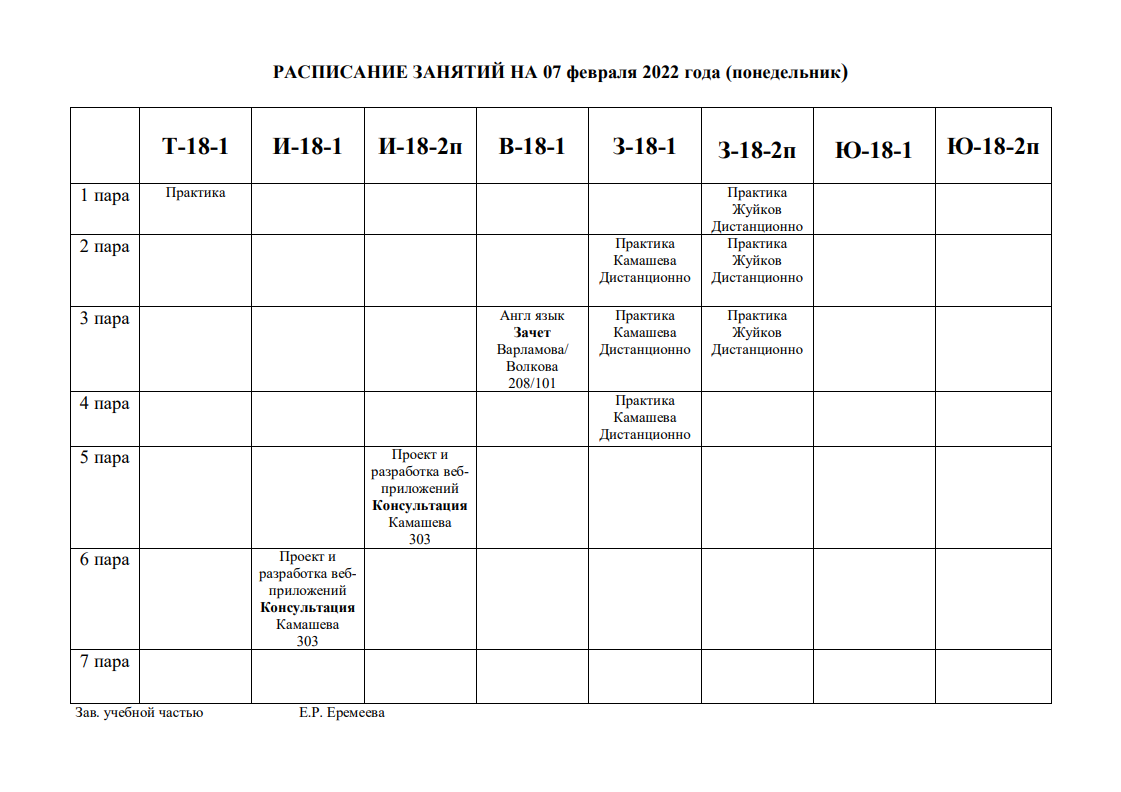 РАСПИСАНИЕ ЗАНЯТИЙ НА 07 февраля 2022 года (понедельник)
Т-18-1 И-18-1 И-18-2п В-18-1 З-18-1 З-18-2п Ю-18-1 Ю-18-2п
1 пара
Практика
Практика
Жуйков
Дистанционно
2 пара
Практика
Камашева
Дистанционно
Практика
Жуйков
Дистанционно
3 пара
Англ язык
Зачет
Варламова/
Волкова
208/101
Практика
Камашева
Дистанционно
Практика
Жуйков
Дистанционно
4 пара
Практика
Камашева
Дистанционно
5 пара
Проект и
разработка веб-
приложений
Консультация
Камашева
303
6 пара
Проект и
разработка веб-
приложений
Консультация
Камашева
303
7 пара
Зав. учебной частью Е.Р. Еремеева